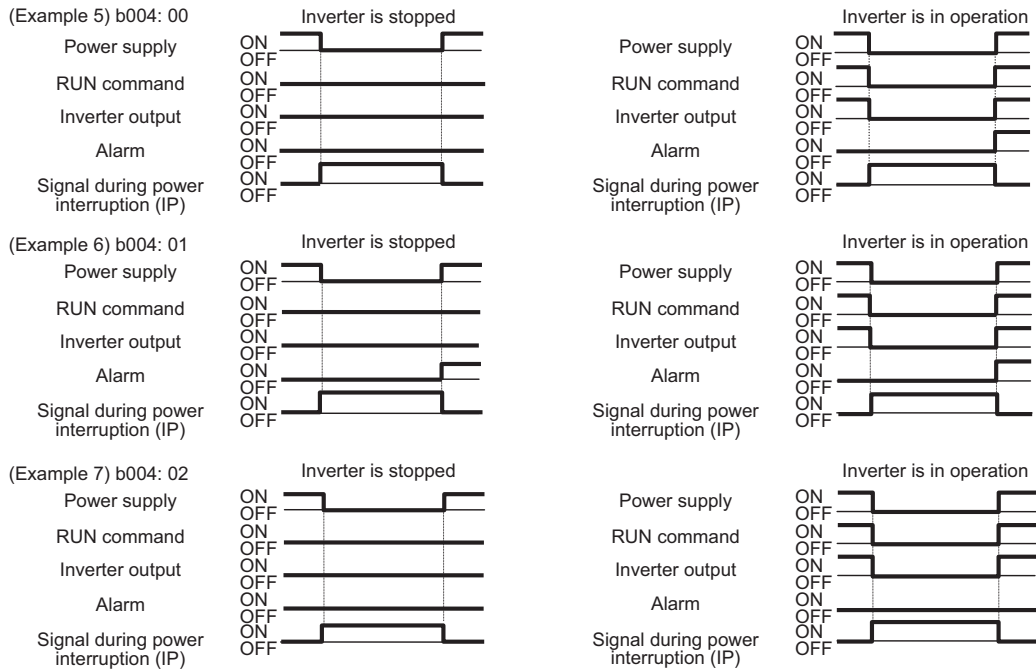 (Example 5) b004: 00
Inverter is stopped
Power supply
ON
OFF
RUN command
ON
OFF
Inverter output
ON
OFF
Alarm
ON
OFF
Signal during power
interruption (IP)
ON
OFF
Inverter is in operation
Power supply
ON
OFF
RUN command
ON
OFF
Inverter output
ON
OFF
Alarm
ON
OFF
Signal during power
interruption (IP)
ON
OFF
(Example 6) b004: 01
Inverter is stopped
Power supply
ON
OFF
RUN command
ON
OFF
Inverter output
ON
OFF
Alarm
ON
OFF
Signal during power
interruption (IP)
ON
OFF
Inverter is in operation
Power supply
ON
OFF
RUN command
ON
OFF
Inverter output
ON
OFF
Alarm
ON
OFF
Signal during power
interruption (IP)
ON
OFF
(Example 7) b004: 02
Inverter is stopped
Power supply
ON
OFF
RUN command
ON
OFF
Inverter output
ON
OFF
Alarm
ON
OFF
Signal during power
interruption (IP)
ON
OFF
Inverter is in operation
Power supply
ON
OFF
RUN command
ON
OFF
Inverter output
ON
OFF
Alarm
ON
OFF
Signal during power
interruption (IP)
ON
OFF